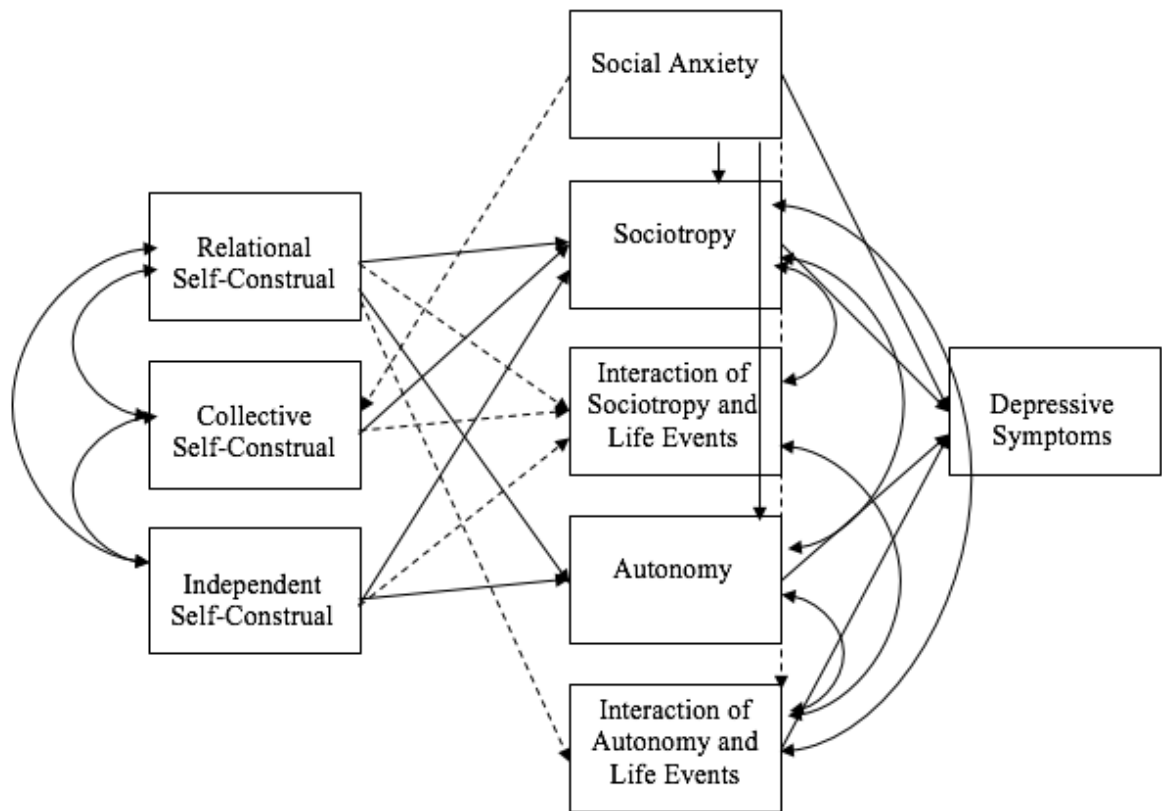 Social Anxiety
Relational
Self-Construal
Sociotropy
Collective
Self-Construal
Interaction of
Sociotropy and
Life Events
Depressive
Symptoms
Independent
Self-Construal
Autonomy
Interaction of
Autonomy and
Life Events